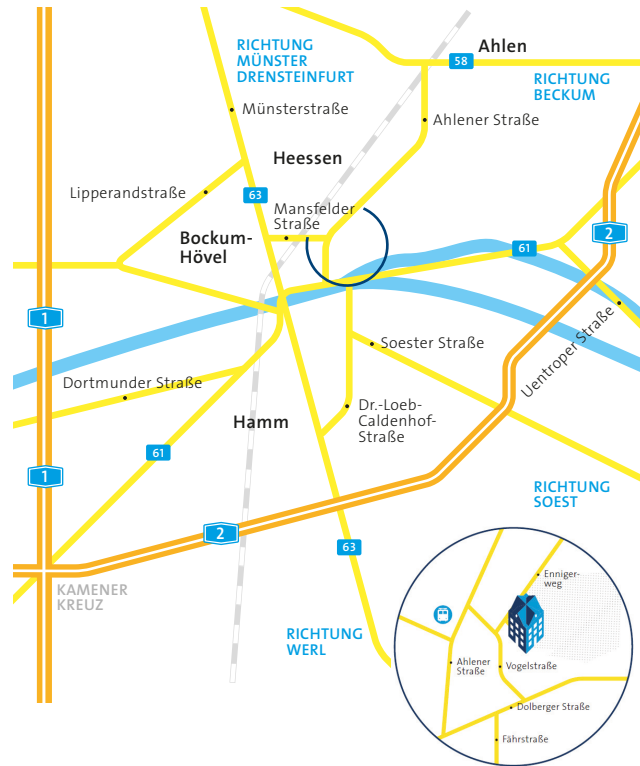 Ahlen
RICHTUNG
MÜNSTER
DRENSTEINFURT
58
RICHTUNG
BECKUM
Münsterstraße
Ahlener Straße
Heessen
Lipperandstraße
63
Mansfelder
Straße
Bockum-
Hövel
2
61
1
Uentroper Straße
Soester Straße
Dortmunder Straße
Dr.-Loeb-
Caldenhof-
Straße
Hamm
61
1
RICHTUNG
SOEST
2
63
KAMENER
KREUZ
RICHTUNG
WERL
Enniger-
weg
Ahlener
Straße
Vogelstraße
Dolberger Straße
Fährstraße